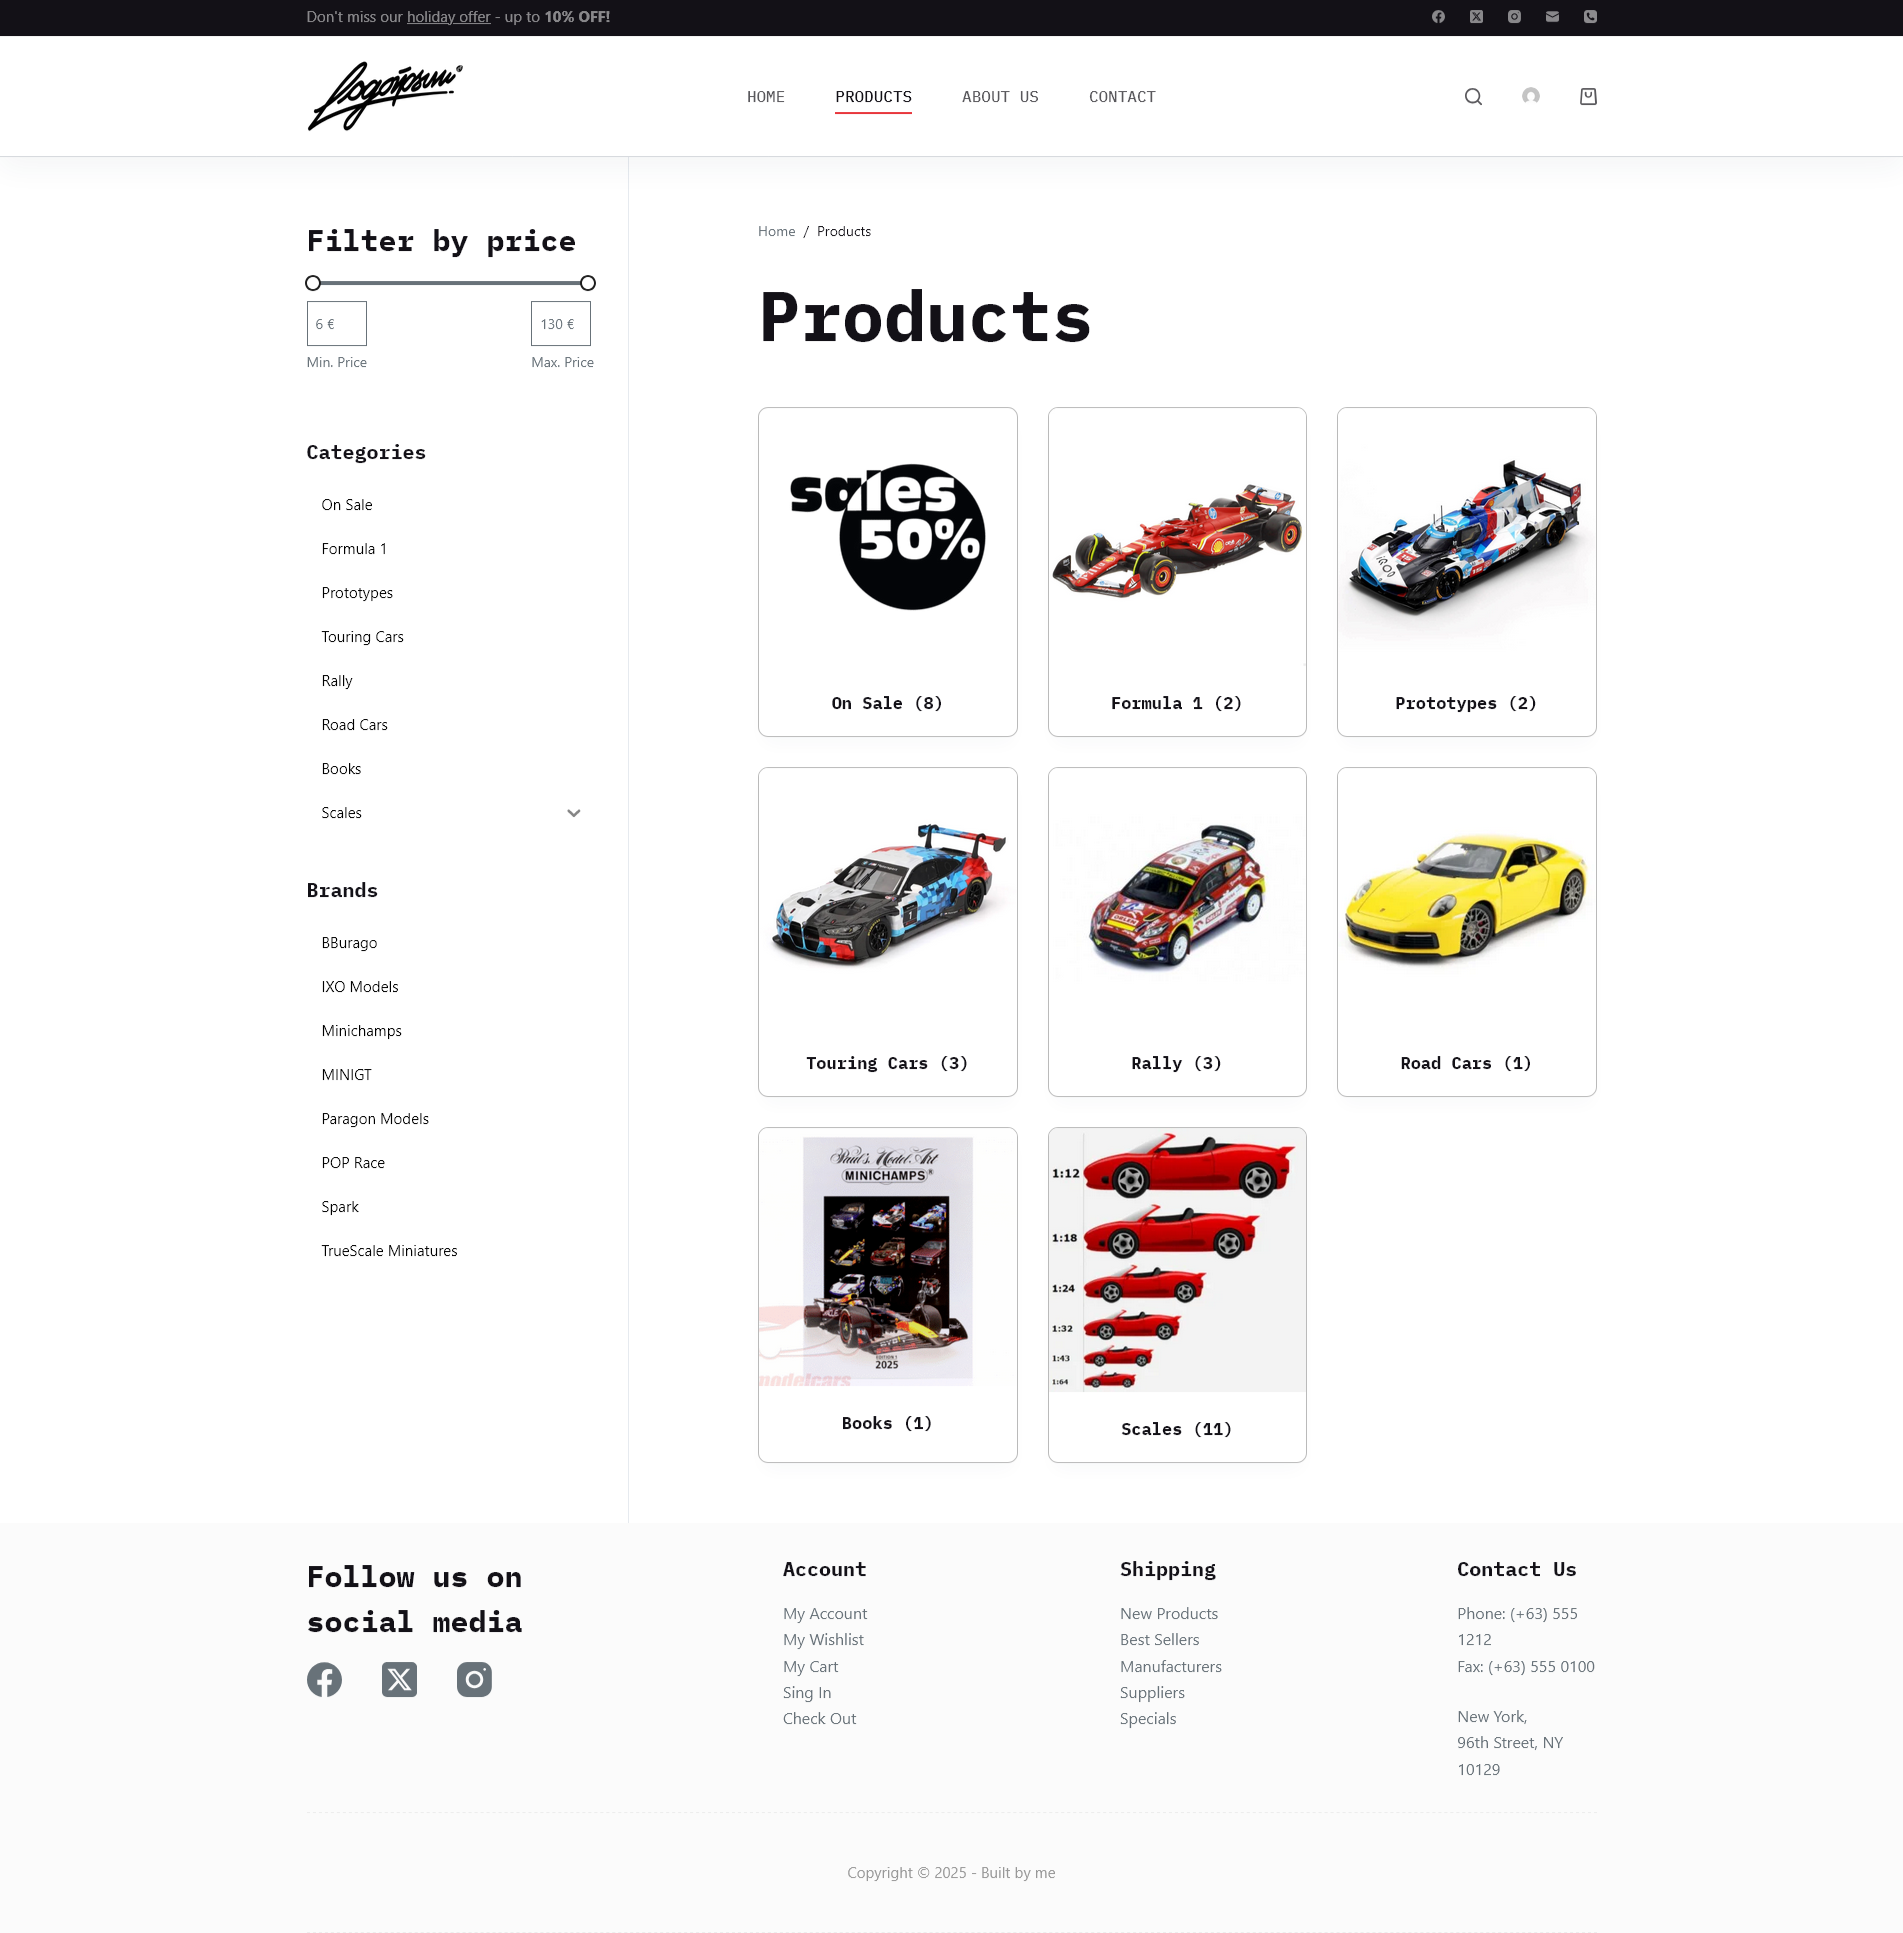 Don't miss our holiday offer - up to 10% OFF!
Logoipsum
HOME PRODUCTS ABOUT US CONTACT
Filter by price
6 €
130 €
Min. Price
Max. Price
Categories
On Sale
Formula 1
Prototypes
Touring Cars
Rally
Road Cars
Books
Scales
Brands
BBurago
IXO Models
Minichamps
MINIGT
Paragon Models
POP Race
Spark
TrueScale Miniatures
Home / Products
Products
sales
50%
On Sale (8)
Formula 1 (2)
Prototypes (2)
Touring Cars (3)
Rally (3)
Road Cars (1)
Paul's Model Art
MINICHAMPS®
EDITION 1
2025
modelcars
Books (1)
1:12
1:18
1:24
1:32
1:43
1:64
Scales (11)
Follow us on
social media
Account
My Account
My Wishlist
My Cart
Sing In
Check Out
Shipping
New Products
Best Sellers
Manufacturers
Suppliers
Specials
Contact Us
Phone: (+63) 555
1212
Fax: (+63) 555 0100
New York,
96th Street, NY
10129
Copyright © 2025 - Built by me